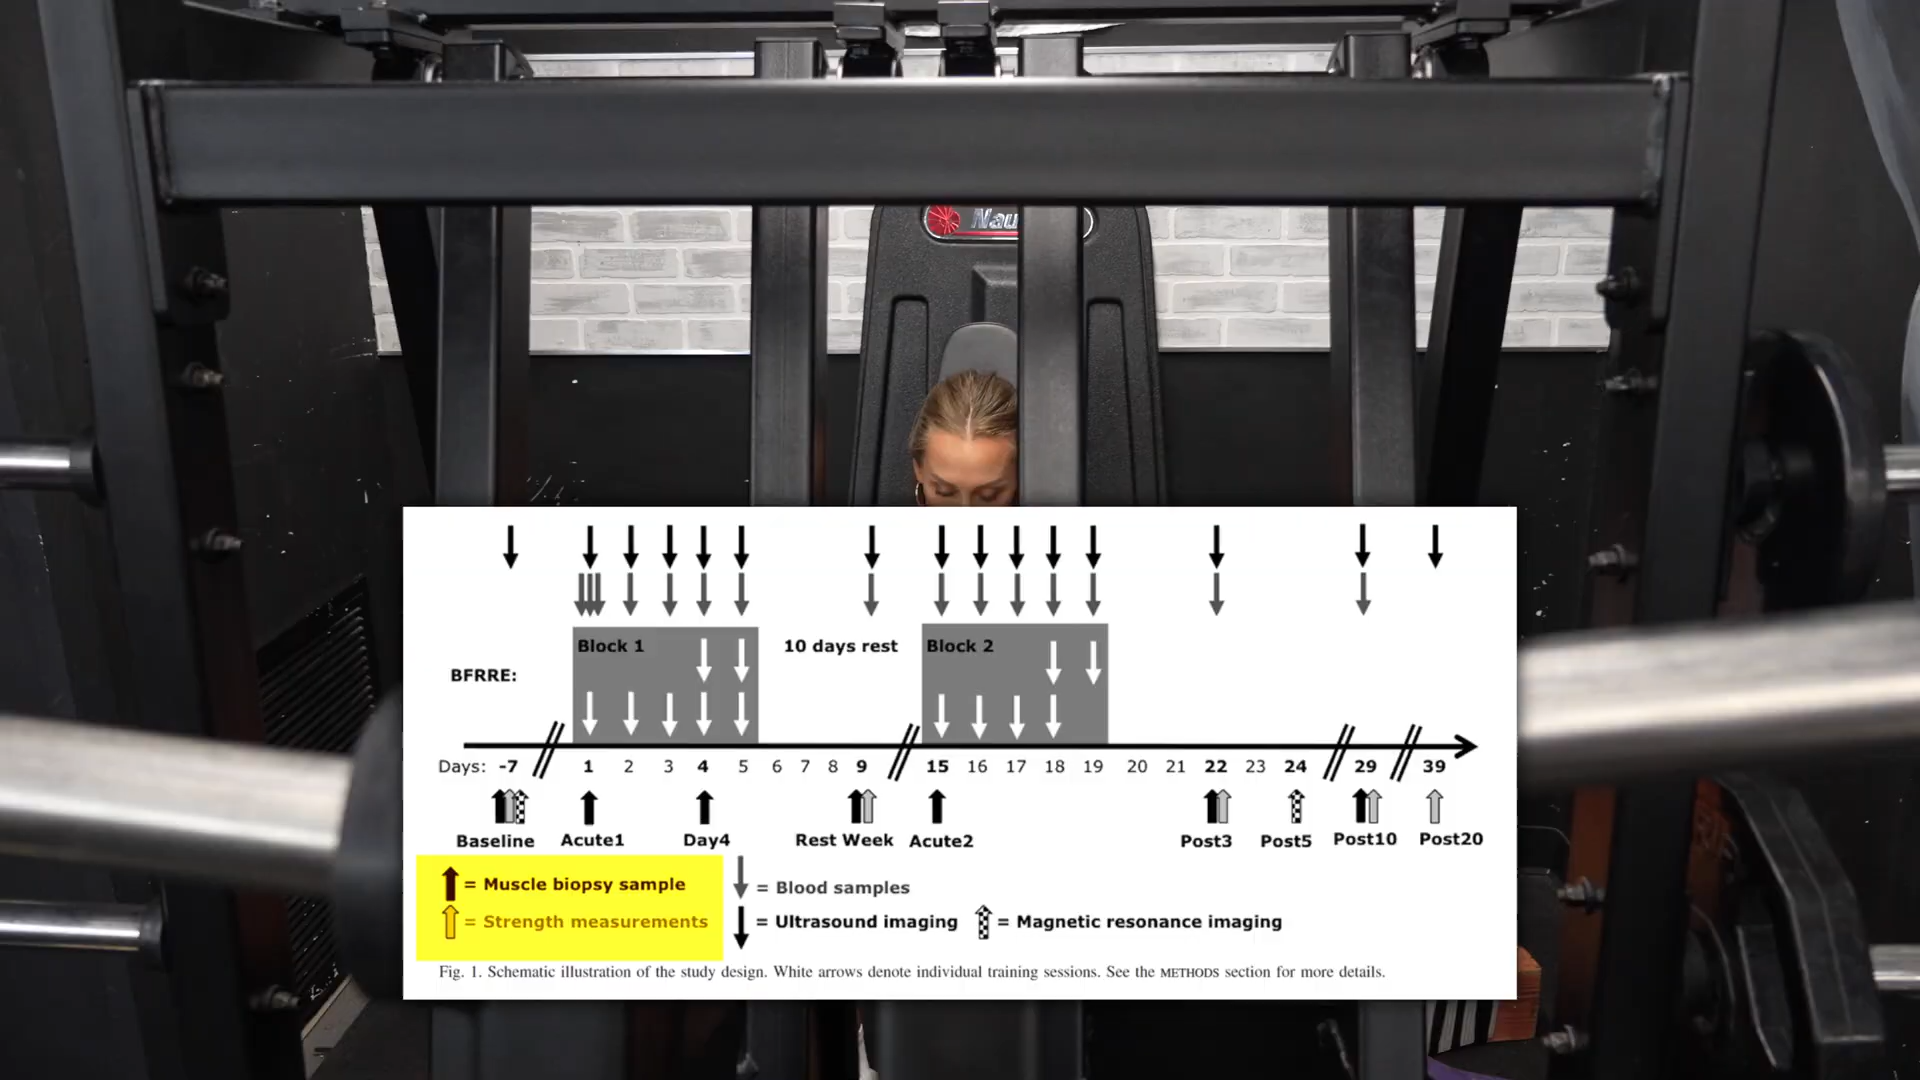 Nau
Block 1
10 days rest
Block 2
BFRRE:
Days: -7 1 2 3 4 5 6 7 8 9 15 16 17 18 19 20 21 22 23 24 29 39
Baseline Acute1 Day4 Rest Week Acute2 Post3 Post5 Post10 Post20
= Muscle biopsy sample = Blood samples
= Strength measurements = Ultrasound imaging = Magnetic resonance imaging
Fig. 1. Schematic illustration of the study design. White arrows denote individual training sessions. See the METHODS section for more details.